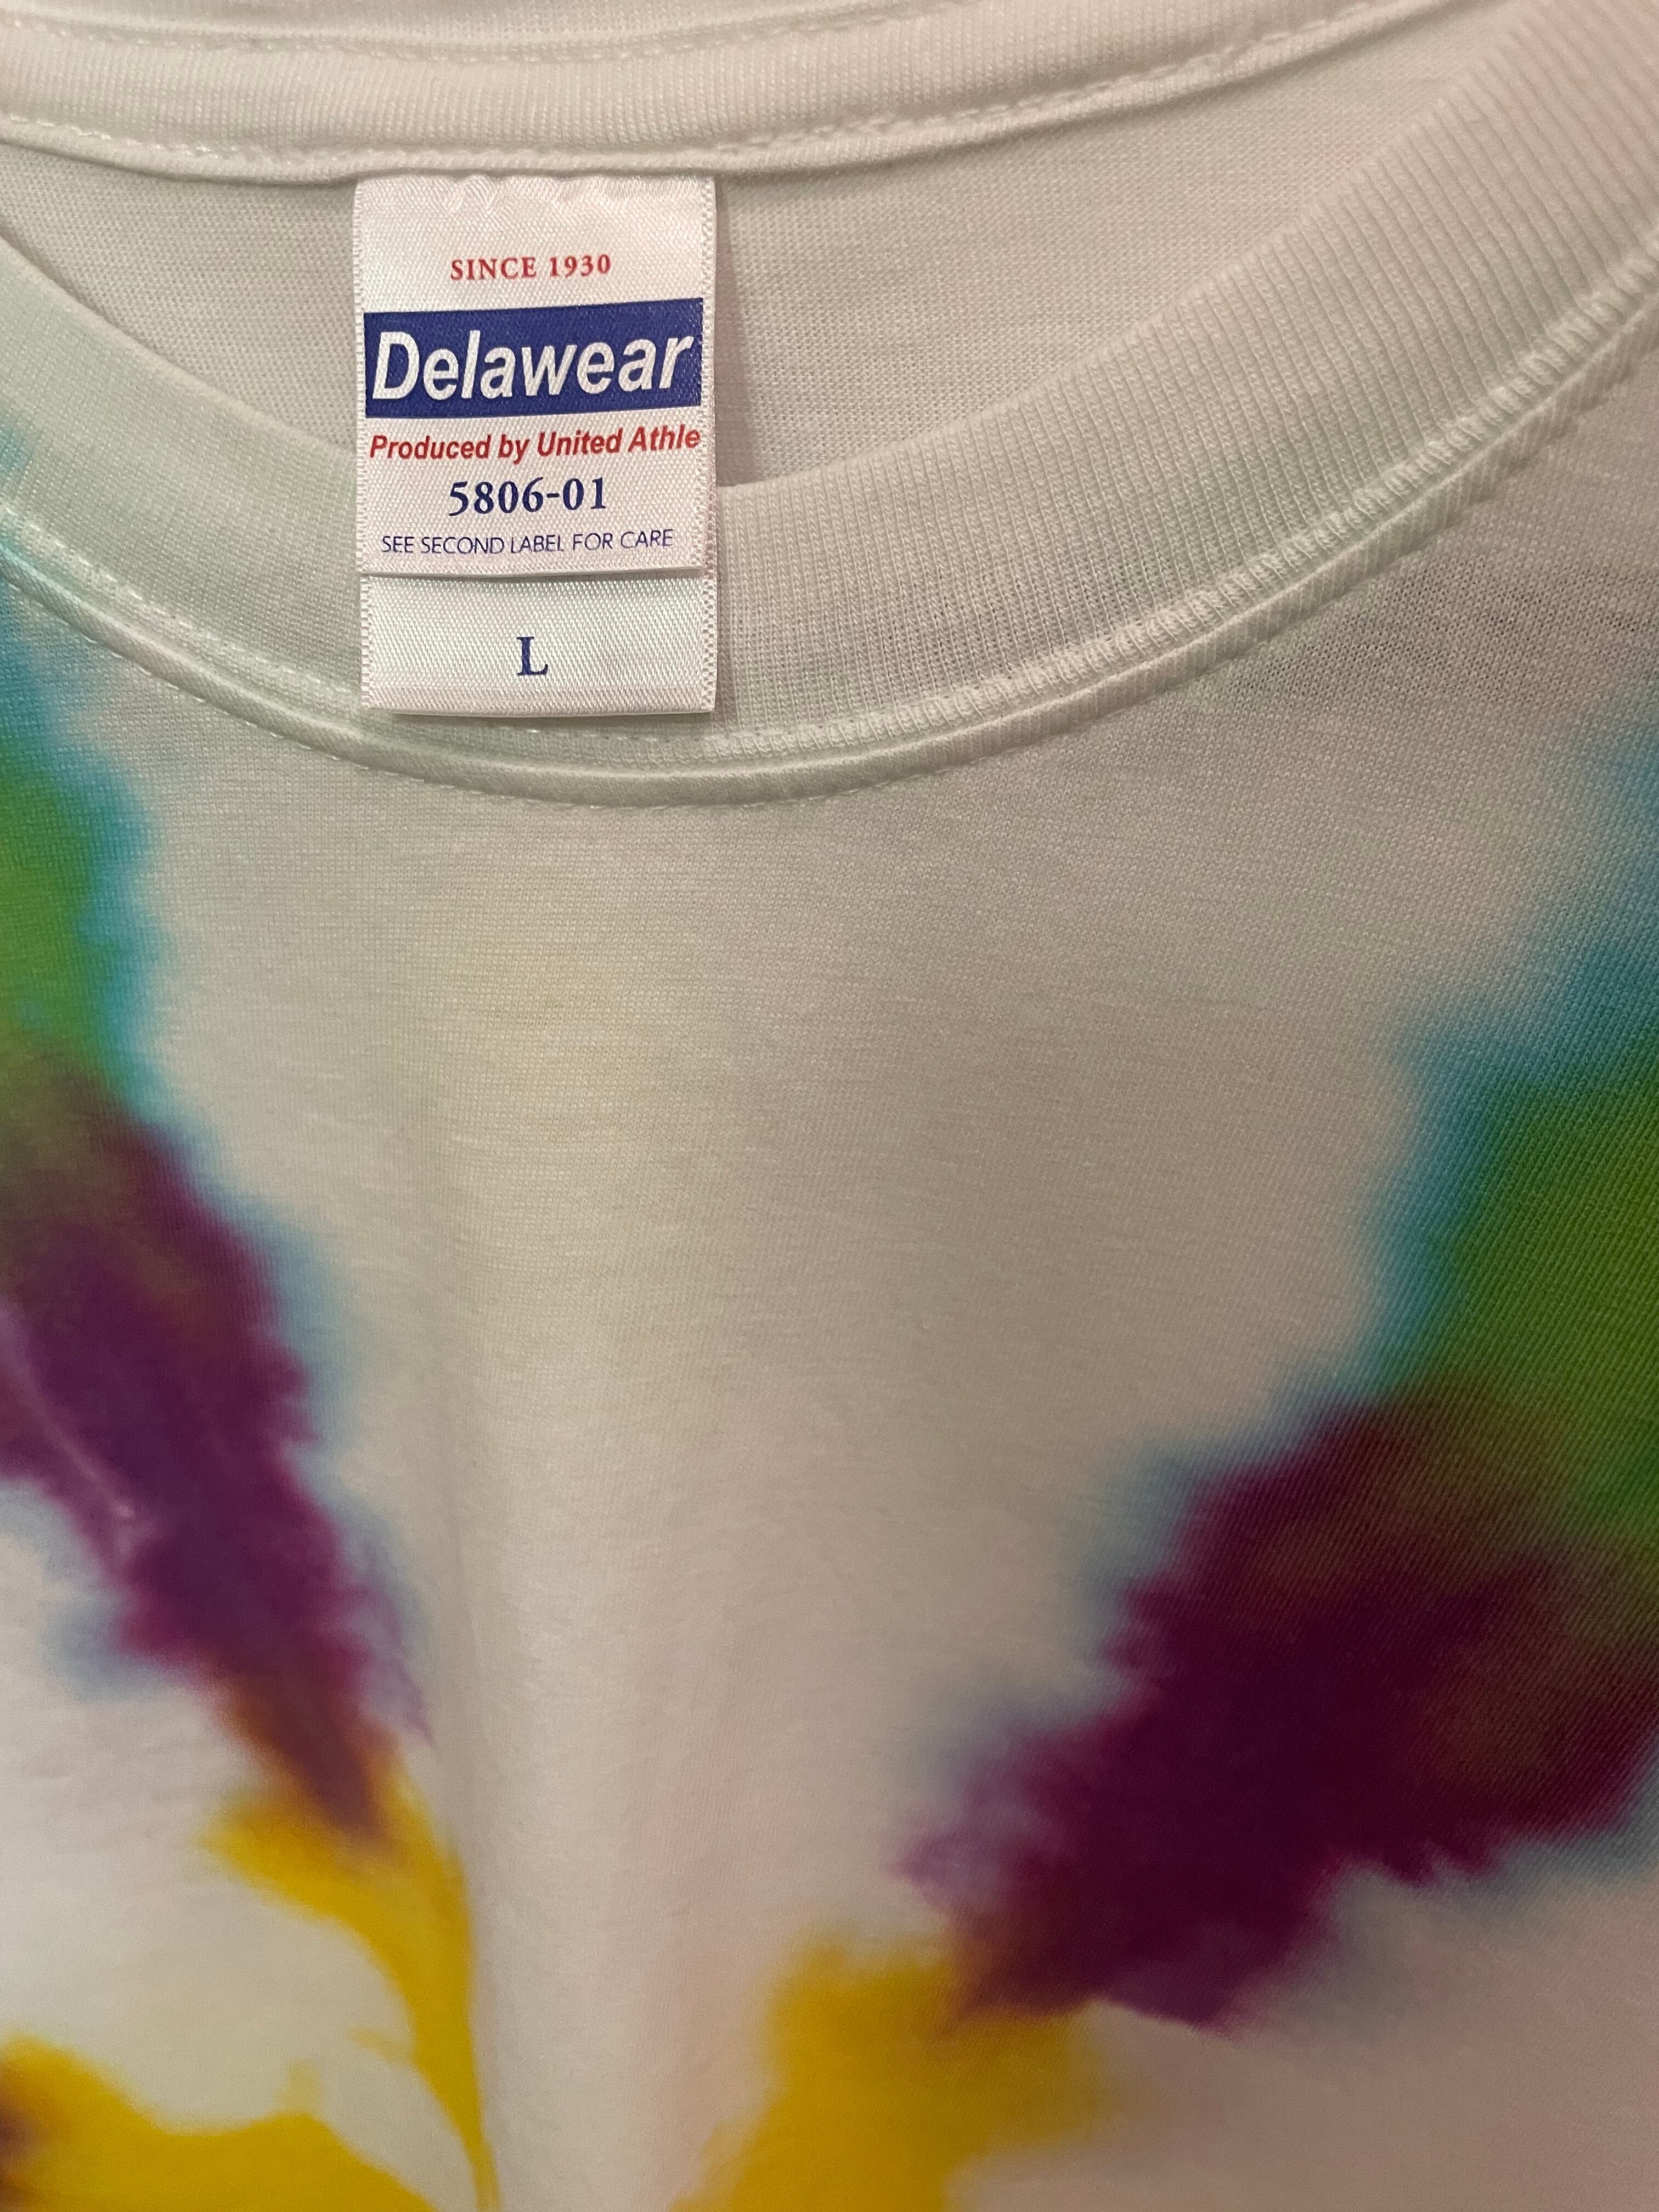 SINCE 1930
Delawear
Produced by United Athle
5806-01
SEE SECOND LABEL FOR CARE
L